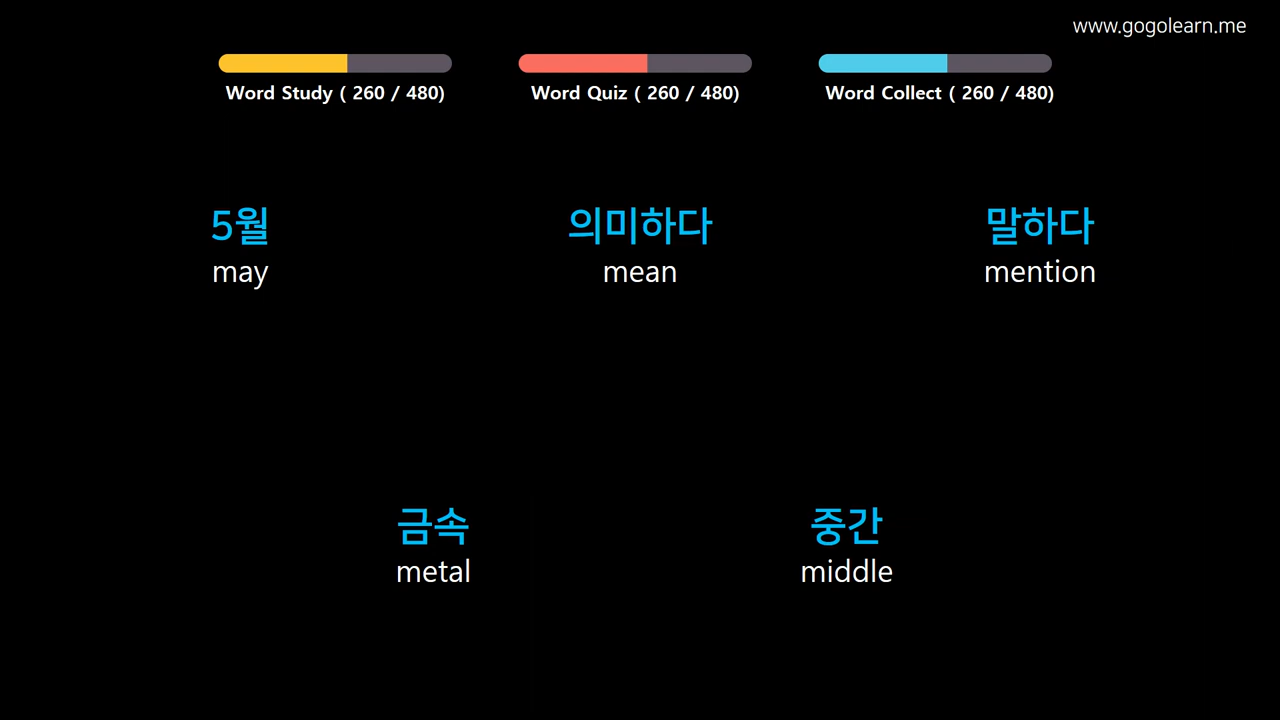 www.gogolearn.me
Word Study ( 260 / 480)
Word Quiz ( 260 / 480)
Word Collect ( 260 / 480)
5월
may
의미하다
mean
말하다
mention
금속
metal
중간
middle